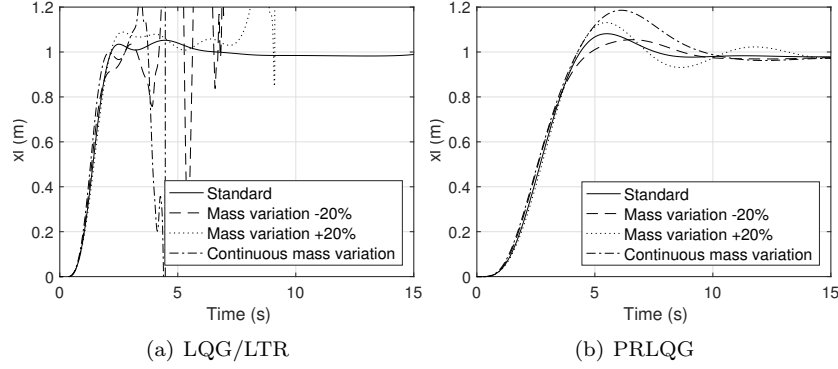 1.2
1
0.8
0.6
0.4
0.2
0
xl (m)
0 5 10 15
Time (s)
Standard
Mass variation -20%
Mass variation +20%
Continuous mass variation
(a) LQG/LTR
1.2
1
0.8
0.6
0.4
0.2
0
xl (m)
0 5 10 15
Time (s)
Standard
Mass variation -20%
Mass variation +20%
Continuous mass variation
(b) PRLQG